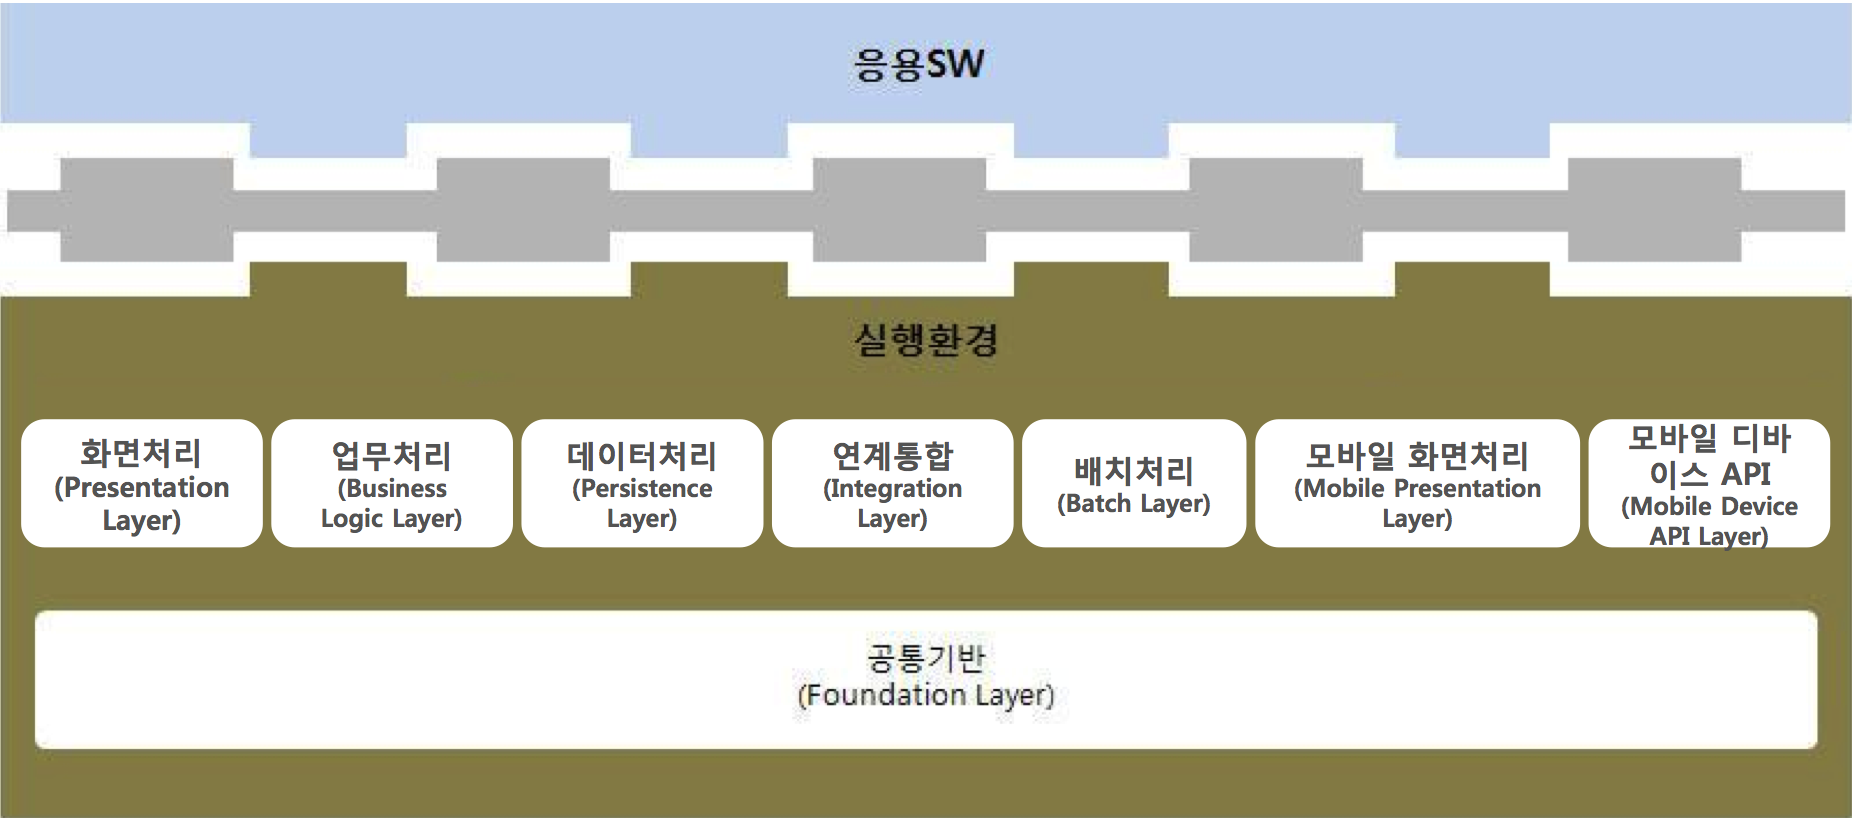 응용SW
실행환경
화면처리
(Presentation
Layer)
업무처리
(Business
Logic Layer)
데이터처리
(Persistence
Layer)
연계통합
(Integration
Layer)
배치처리
(Batch Layer)
모바일 화면처리
(Mobile Presentation
Layer)
모바일 디바
이스 API
(Mobile Device
API Layer)
공통기반
(Foundation Layer)